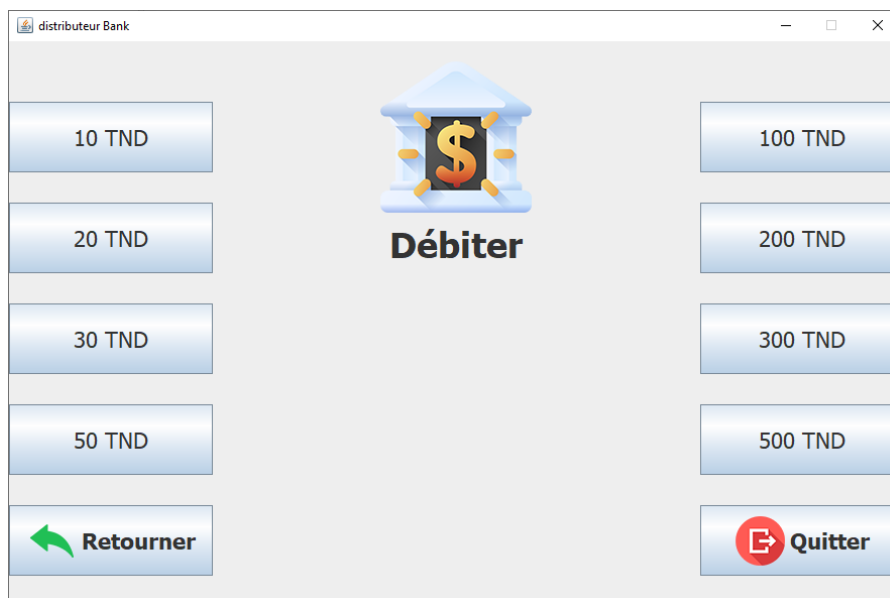 distributeur Bank
10 TND
100 TND
20 TND
Débiter
200 TND
30 TND
300 TND
50 TND
500 TND
Retourner
Quitter